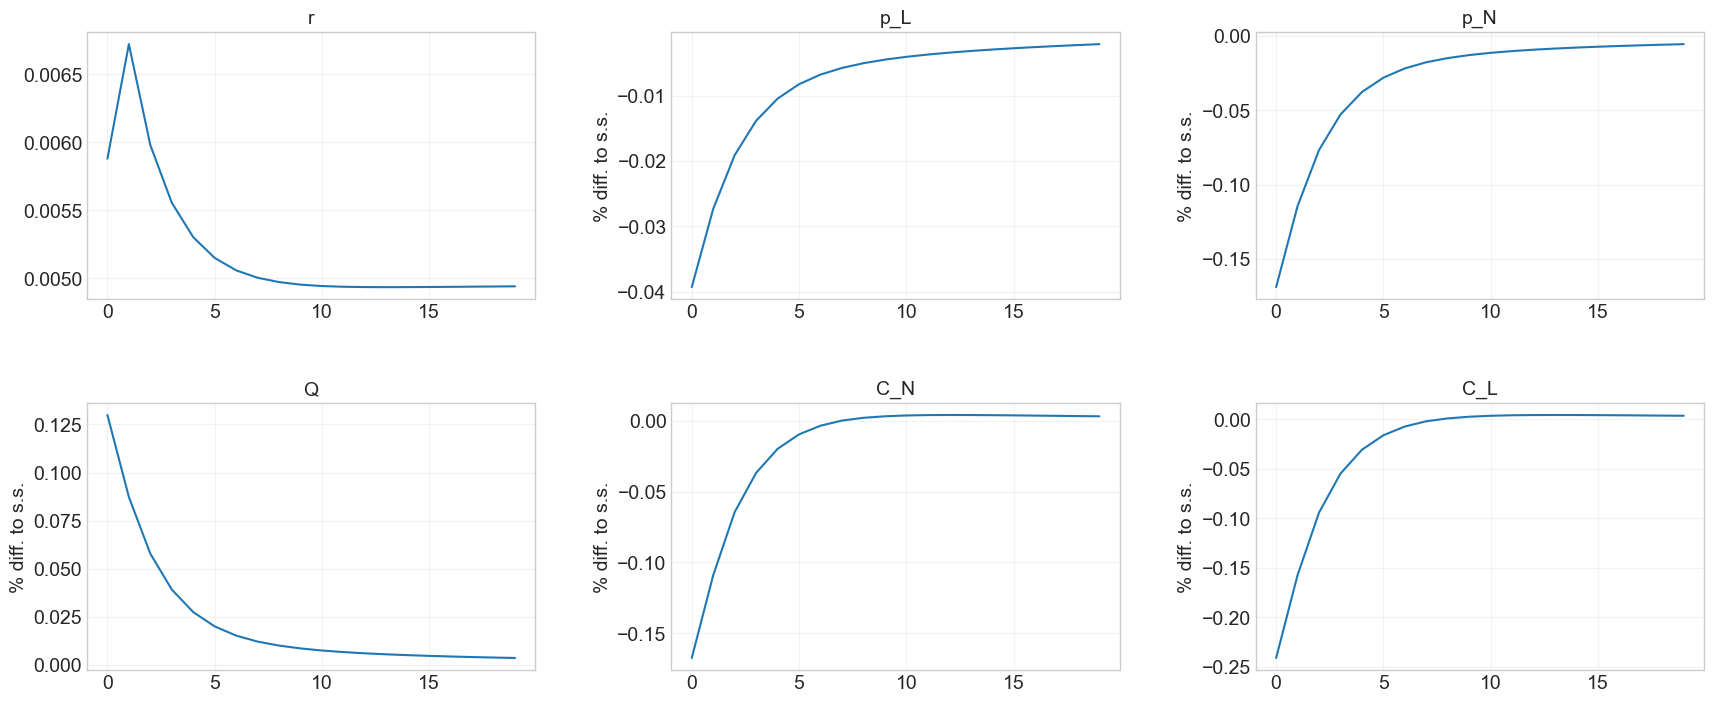 r
0.0065
0.0060
0.0055
0.0050
0 5 10 15
p_L
% diff. to s.s.
−0.01
−0.02
−0.03
−0.04
0 5 10 15
p_N
% diff. to s.s.
0.00
−0.05
−0.10
−0.15
0 5 10 15
Q
% diff. to s.s.
0.125
0.100
0.075
0.050
0.025
0.000
0 5 10 15
C_N
% diff. to s.s.
0.00
−0.05
−0.10
−0.15
0 5 10 15
C_L
% diff. to s.s.
0.00
−0.05
−0.10
−0.15
−0.20
−0.25
0 5 10 15